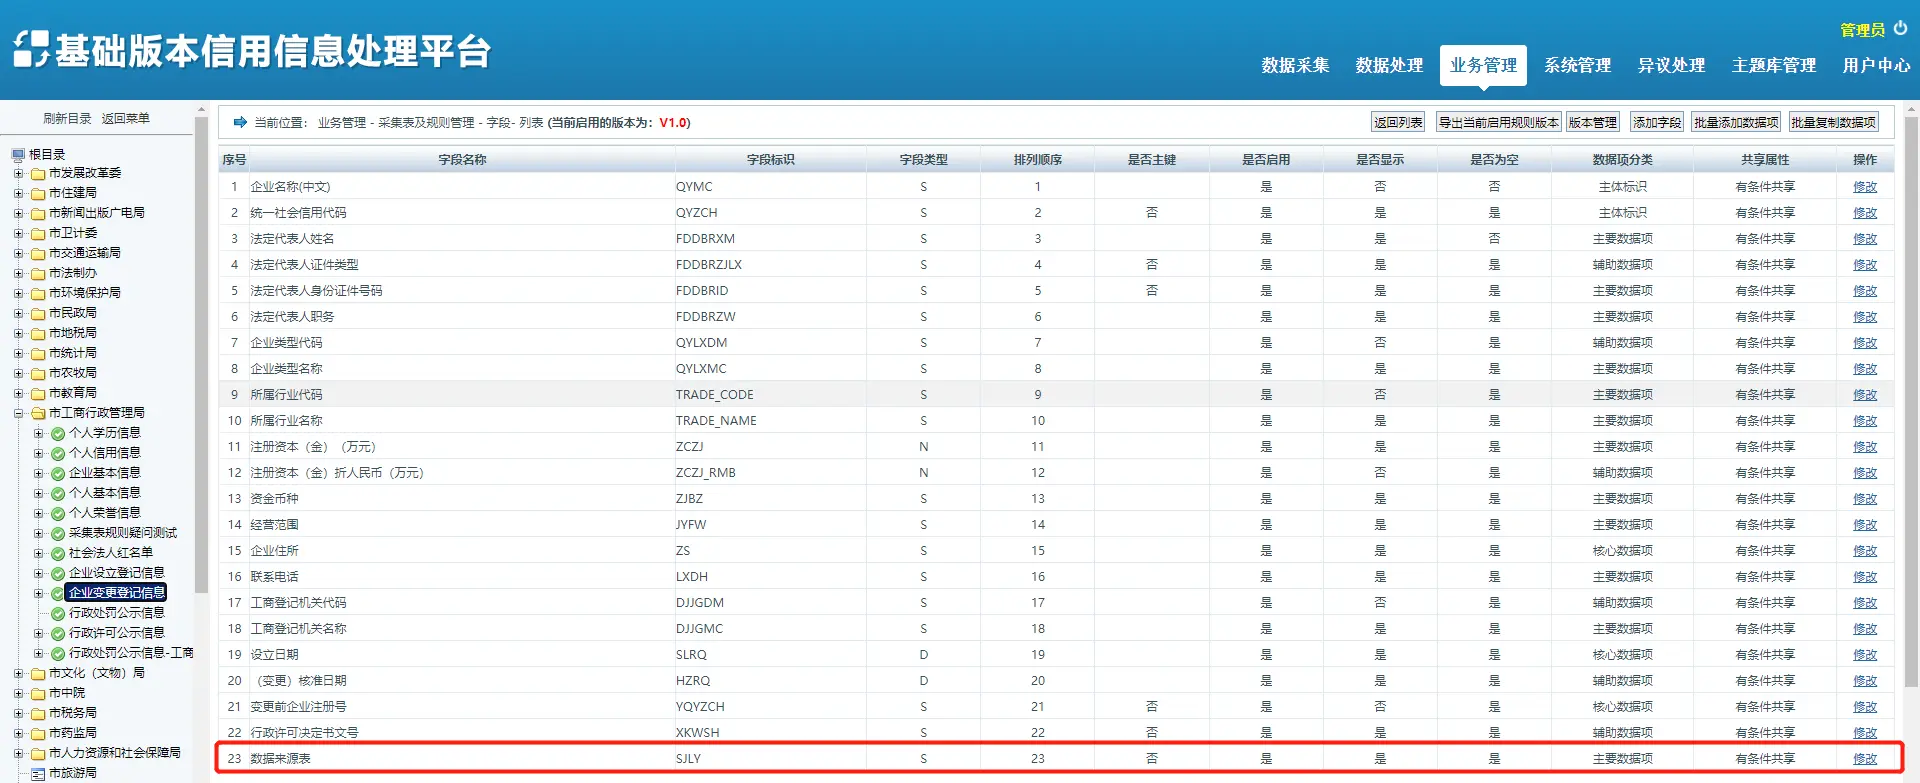 基础版本信用信息处理平台
管理员
数据采集 数据处理 业务管理 系统管理 异议处理 主题库管理 用户中心
刷新目录 返回菜单
根目录
市发展改革委
市住建局
市新闻出版广电局
市卫计委
市交通运输局
市法制办
市环境保护局
市民政局
市地税局
市统计局
市农牧局
市教育局
市工商行政管理局
个人学历信息
个人信用信息
企业基本信息
个人基本信息
个人荣誉信息
采集表规则疑问测试
社会法人红名单
企业设立登记信息
企业变更登记信息
行政处罚公示信息
行政许可公示信息
行政处罚公示信息-工商
市文化（文物）局
市中院
市税务局
市药监局
市人力资源和社会保障局
市旅游局
当前位置： 业务管理 - 采集表及规则管理 - 字段- 列表 (当前启用的版本为：V1.0)
返回列表 导出当前启用规则版本 版本管理 添加字段 批量添加数据项 批量复制数据项
序号 字段名称 字段标识 字段类型 排列顺序 是否主键 是否启用 是否显示 是否为空 数据项分类 共享属性 操作
1 企业名称(中文) QYMC S 1 是 否 否 主体标识 有条件共享 修改
2 统一社会信用代码 QYZCH S 2 否 是 是 是 主体标识 有条件共享 修改
3 法定代表人姓名 FDDBRXM S 3 是 是 否 主要数据项 有条件共享 修改
4 法定代表人证件类型 FDDBRZJLX S 4 否 是 是 是 辅助数据项 有条件共享 修改
5 法定代表人身份证件号码 FDDBRID S 5 否 是 是 是 主要数据项 有条件共享 修改
6 法定代表人职务 FDDBRZW S 6 是 是 是 主要数据项 有条件共享 修改
7 企业类型代码 QYLXDM S 7 是 否 是 辅助数据项 有条件共享 修改
8 企业类型名称 QYLXMC S 8 是 是 是 主要数据项 有条件共享 修改
9 所属行业代码 TRADE_CODE S 9 是 否 是 主要数据项 有条件共享 修改
10 所属行业名称 TRADE_NAME S 10 是 是 是 主要数据项 有条件共享 修改
11 注册资本（金）（万元） ZCZJ N 11 是 是 是 主要数据项 有条件共享 修改
12 注册资本（金）折人民币（万元） ZCZJ_RMB N 12 是 否 是 辅助数据项 有条件共享 修改
13 资金币种 ZJBZ S 13 是 是 是 主要数据项 有条件共享 修改
14 经营范围 JYFW S 14 是 是 是 主要数据项 有条件共享 修改
15 企业住所 ZS S 15 是 是 是 核心数据项 有条件共享 修改
16 联系电话 LXDH S 16 是 是 是 主要数据项 有条件共享 修改
17 工商登记机关代码 DJJGDM S 17 是 否 是 辅助数据项 有条件共享 修改
18 工商登记机关名称 DJJGMC S 18 是 是 是 主要数据项 有条件共享 修改
19 设立日期 SLRQ D 19 是 是 是 核心数据项 有条件共享 修改
20 （变更）核准日期 HZRQ D 20 是 是 是 辅助数据项 有条件共享 修改
21 变更前企业注册号 YQYZCH S 21 否 是 否 是 核心数据项 有条件共享 修改
22 行政许可决定书文号 XKWSH S 22 否 是 是 是 辅助数据项 有条件共享 修改
23 数据来源表 SJLY S 23 否 是 是 是 主要数据项 有条件共享 修改